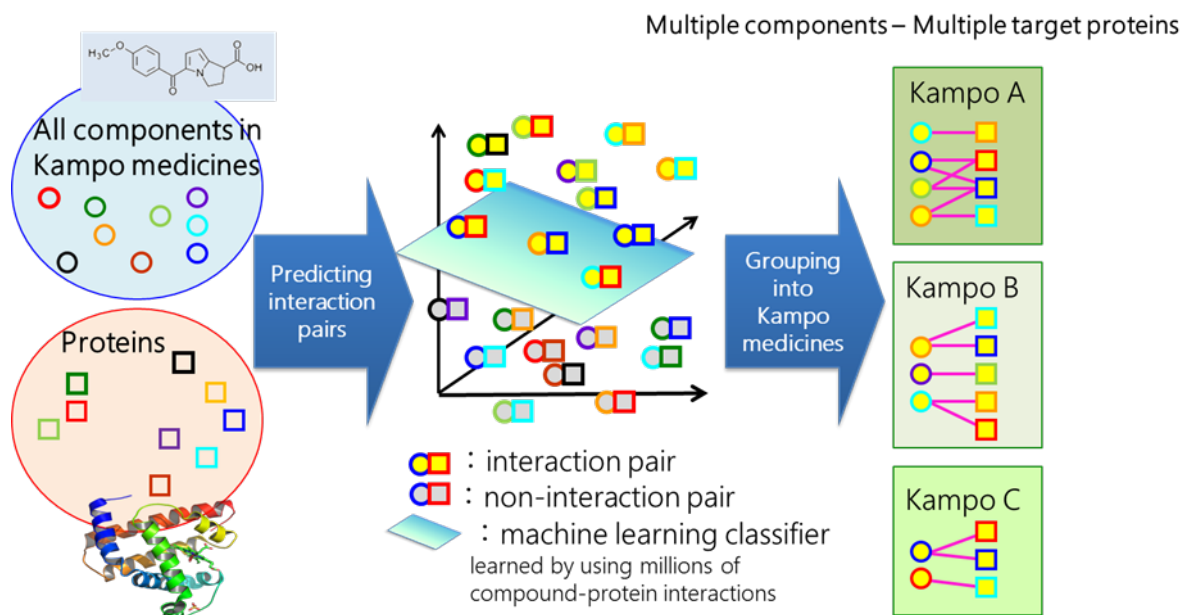 Multiple components – Multiple target proteins
H₃C
O
N
O
O
OH
All components in
Kampo medicines
Proteins
Predicting
interaction
pairs
Grouping
into
Kampo
medicines
Kampo A
Kampo B
Kampo C
: interaction pair
: non-interaction pair
: machine learning classifier
learned by using millions of
compound-protein interactions